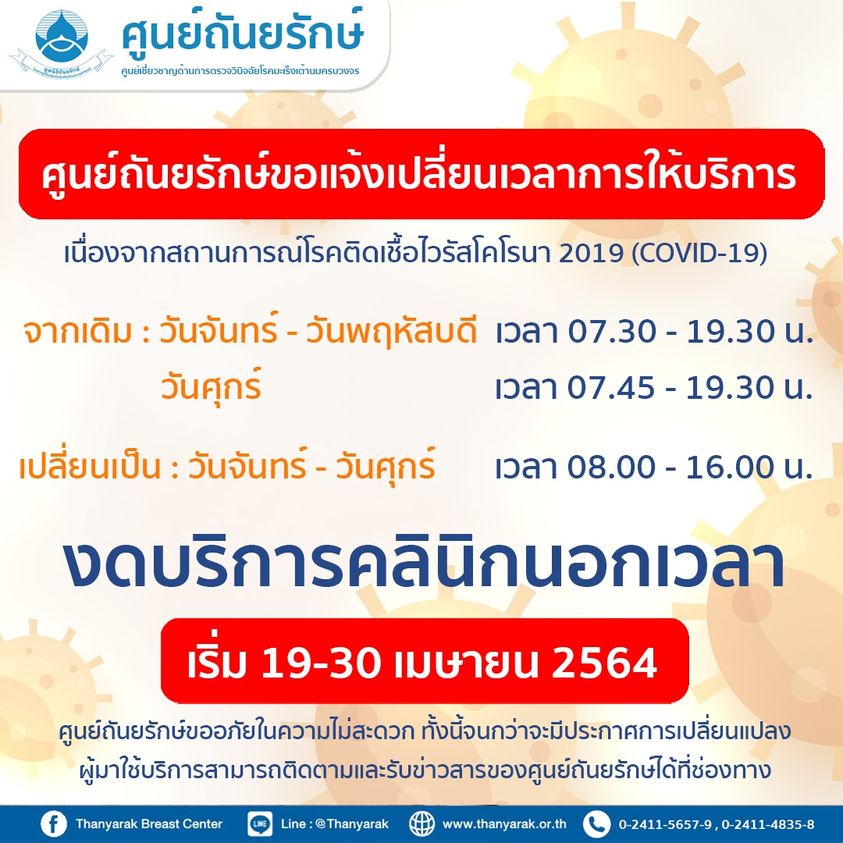 ศูนย์ถันยรักษ์
ศูนย์เชี่ยวชาญด้านการตรวจวินิจฉัยโรคมะเร็งเต้านมครบวงจร
ศูนย์ถันยรักษ์ขอแจ้งเปลี่ยนเวลาการให้บริการ
เนื่องจากสถานการณ์โรคติดเชื้อไวรัสโคโรนา 2019 (COVID-19)
จากเดิม : วันจันทร์ - วันพฤหัสบดี เวลา 07.30 - 19.30 น.
วันศุกร์ เวลา 07.45 - 19.30 น.
เปลี่ยนเป็น : วันจันทร์ - วันศุกร์ เวลา 08.00 - 16.00 น.
งดบริการคลินิกนอกเวลา
เริ่ม 19-30 เมษายน 2564
ศูนย์ถันยรักษ์ขออภัยในความไม่สะดวก ทั้งนี้จนกว่าจะมีประกาศการเปลี่ยนแปลง
ผู้มาใช้บริการสามารถติดตามและรับข่าวสารของศูนย์ถันยรักษ์ได้ที่ช่องทาง
Thanyarak Breast Center Line : @Thanyarak www.thanyarak.or.th 0-2411-5657-9 , 0-2411-4835-8